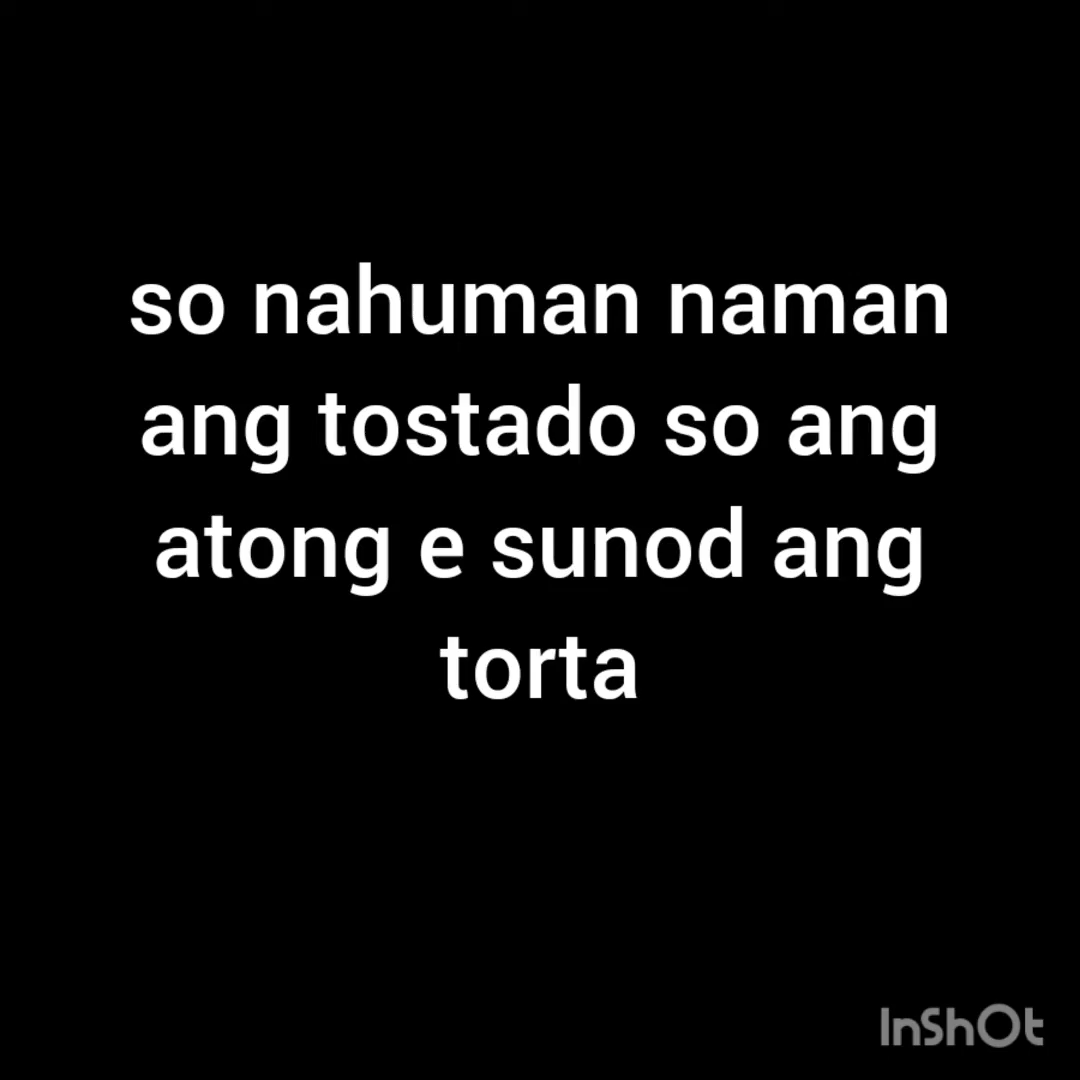 so nahuman naman
ang tostado so ang
atong e sunod ang
torta
InShOt